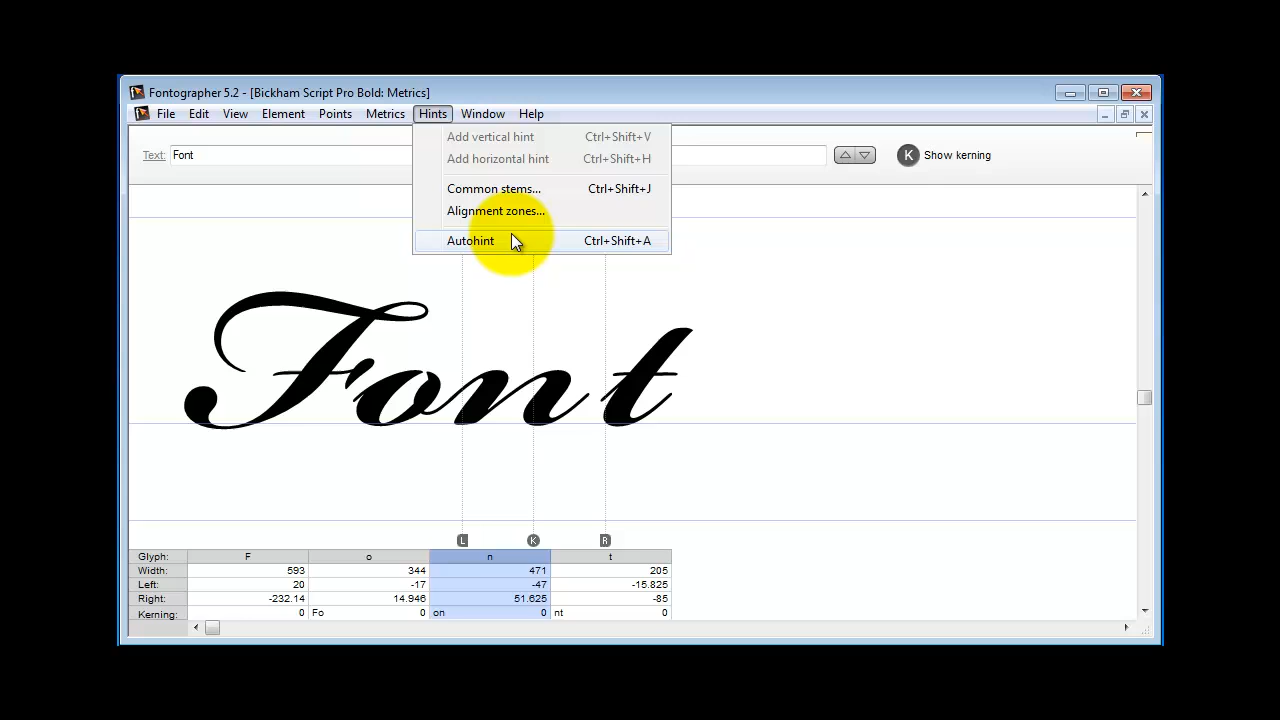 Fontographer 5.2 - [Bickham Script Pro Bold: Metrics]
File Edit View Element Points Metrics Hints Window Help
Add vertical hint Ctrl+Shift+V
Text: Font K Show kerning
Add horizontal hint Ctrl+Shift+H
Common stems... Ctrl+Shift+J
Alignment zones...
Autohint Ctrl+Shift+A
Font
L K R
Glyph: F o n t
Width: 593 344 471 205
Left: 20 -17 -47 -15.825
Right: -232.14 14.946 51.625 -85
Kerning: 0 Fo 0 on 0 nt 0